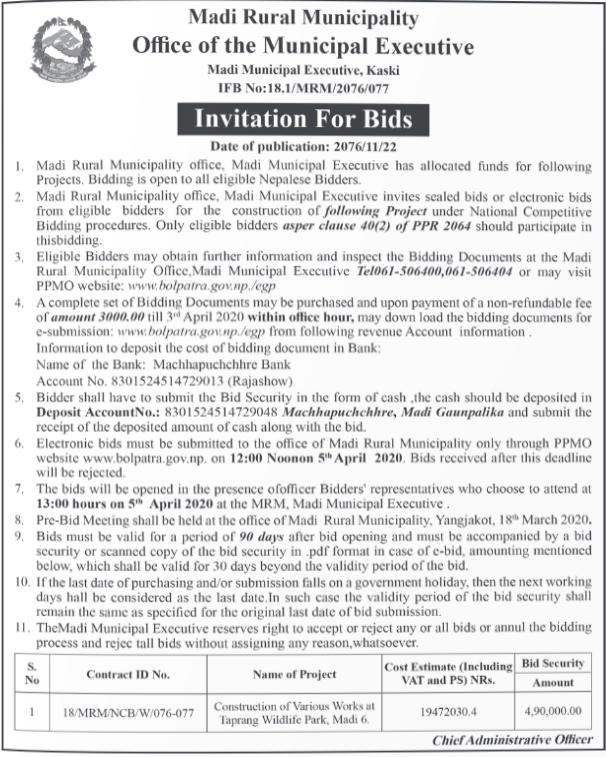 Madi Rural Municipality
Office of the Municipal Executive
Madi Municipal Executive, Kaski
IFB No:18.1/MRM/2076/077
Invitation For Bids
Date of publication: 2076/11/22
1. Madi Rural Municipality office, Madi Municipal Executive has allocated funds for following
Projects. Bidding is open to all eligible Nepalese Bidders.
2. Madi Rural Municipality office, Madi Municipal Executive invites sealed bids or electronic bids
from eligible bidders for the construction of following Project under National Competitive
Bidding procedures. Only eligible bidders asper clause 40(2) of PPR 2064 should participate in
thisbidding.
3. Eligible Bidders may obtain further information and inspect the Bidding Documents at the Madi
Rural Municipality Office,Madi Municipal Executive Tel061-506400,061-506404 or may visit
PPMO website: www.bolpatra.gov.np./egp
4. A complete set of Bidding Documents may be purchased and upon payment of a non-refundable fee
of amount 3000.00 till 3rd April 2020 within office hour, may down load the bidding documents for
e-submission: www.bolpatra.gov.np./egp from following revenue Account information .
Information to deposit the cost of bidding document in Bank:
Name of the Bank: Machhapuchchhre Bank
Account No. 8301524514729013 (Rajashow)
5. Bidder shall have to submit the Bid Security in the form of cash ,the cash should be deposited in
Deposit AccountNo.: 8301524514729048 Machhapuchchhre, Madi Gaunpalika and submit the
receipt of the deposited amount of cash along with the bid.
6. Electronic bids must be submitted to the office of Madi Rural Municipality only through PPMO
website www.bolpatra.gov.np. on 12:00 Noonon 5th April 2020. Bids received after this deadline
will be rejected.
7. The bids will be opened in the presence ofofficer Bidders' representatives who choose to attend at
13:00 hours on 5th April 2020 at the MRM, Madi Municipal Executive .
8. Pre-Bid Meeting shall be held at the office of Madi Rural Municipality, Yangjakot, 18th March 2020.
9. Bids must be valid for a period of 90 days after bid opening and must be accompanied by a bid
security or scanned copy of the bid security in .pdf format in case of e-bid, amounting mentioned
below, which shall be valid for 30 days beyond the validity period of the bid.
10. If the last date of purchasing and/or submission falls on a government holiday, then the next working
days hall be considered as the last date.In such case the validity period of the bid security shall
remain the same as specified for the original last date of bid submission.
11. TheMadi Municipal Executive reserves right to accept or reject any or all bids or annul the bidding
process and rejec tall bids without assigning any reason,whatsoever.
S. No Contract ID No. Name of Project Cost Estimate (Including VAT and PS) NRs. Bid Security Amount
1 18/MRM/NCB/W/076-077 Construction of Various Works at Taprang Wildlife Park, Madi 6. 19472030.4 4,90,000.00
Chief Administrative Officer